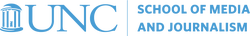 UNC
SCHOOL OF MEDIA
AND JOURNALISM